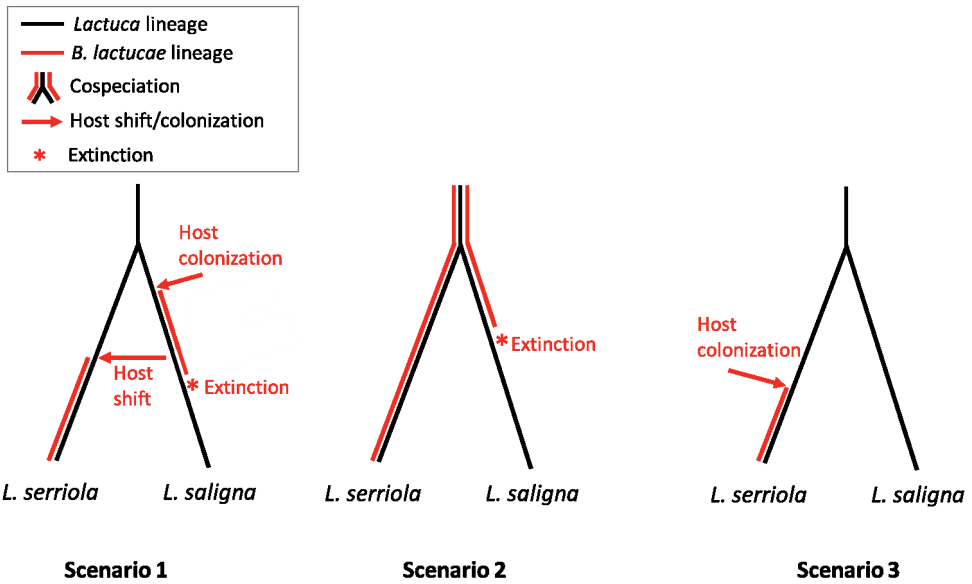 Lactuca lineage
B. lactucae lineage
Cospeciation
Host shift/colonization
* Extinction
Host
colonization
Host
shift
* Extinction
L. serriola
L. saligna
Scenario 1
* Extinction
L. serriola
L. saligna
Scenario 2
Host
colonization
L. serriola
L. saligna
Scenario 3